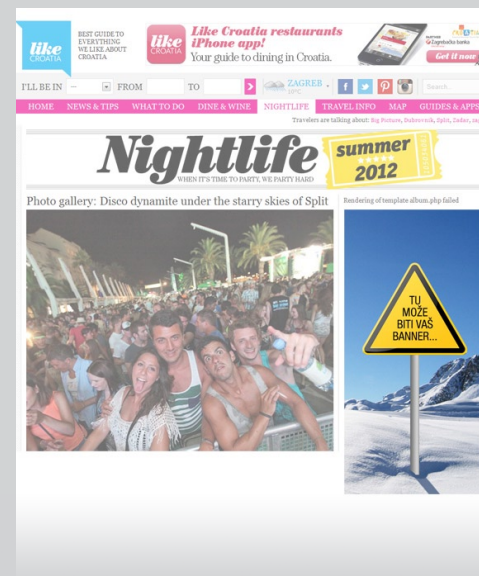 like
CROATIA
BEST GUIDE TO
EVERYTHING
WE LIKE ABOUT
CROATIA
like
CROATIA
Like Croatia restaurants
iPhone app!
Your guide to dining in Croatia.
Zagrebačka banka
Get it now
I'LL BE IN
FROM
TO
ZAGREB
Search...
HOME NEWS & TIPS WHAT TO DO DINE & WINE NIGHTLIFE TRAVEL INFO MAP GUIDES & APPS
Travelers are talking about: Big Picture, Dubrovnik, Split, Zadar,
Nightlife
WHEN IT'S TIME TO PARTY, WE PARTY HARD
summer
2012
Photo gallery: Disco dynamite under the starry skies of Split
Rendering of template album.php failed
TU
MOŽE
BITI VAŠ
BANNER...